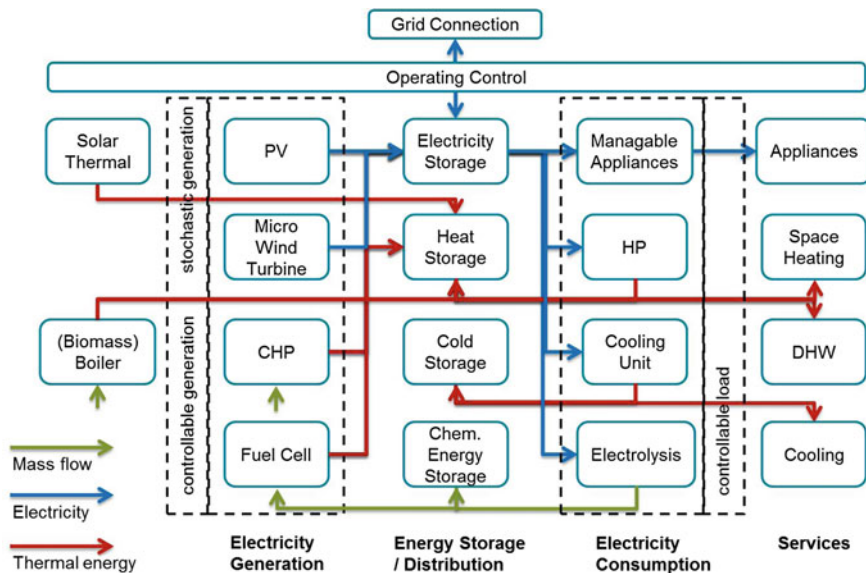 Grid Connection
Operating Control
Solar
Thermal
stochastic generation
PV
Electricity
Storage
Managable
Appliances
Appliances
Micro
Wind
Turbine
Heat
Storage
HP
Space
Heating
(Biomass)
Boiler
controllable generation
CHP
Cold
Storage
Cooling
Unit
controllable load
DHW
Fuel Cell
Chem.
Energy
Storage
Electrolysis
Cooling
Mass flow
Electricity
Thermal energy
Electricity
Generation
Energy Storage
/ Distribution
Electricity
Consumption
Services